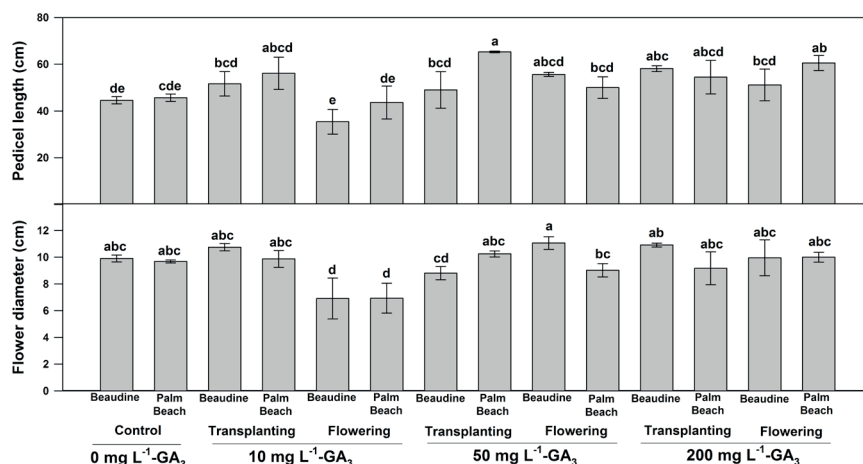 Pedicel length (cm)
80
60
40
20
de
cde
bcd
abcd
e
de
bcd
a
abcd
bcd
abc
abcd
bcd
ab
Flower diameter (cm)
12
10
8
6
4
2
0
abc
abc
abc
abc
d
d
cd
abc
a
bc
ab
abc
abc
abc
Beaudine Palm Beaudine Palm Beaudine Palm Beaudine Palm Beaudine Palm Beaudine Palm Beaudine Palm
Beach Beach Beach Beach Beach Beach Beach
Control Transplanting Flowering Transplanting Flowering Transplanting Flowering
0 mg L⁻¹-GA₃ 10 mg L⁻¹-GA₃ 50 mg L⁻¹-GA₃ 200 mg L⁻¹-GA₃